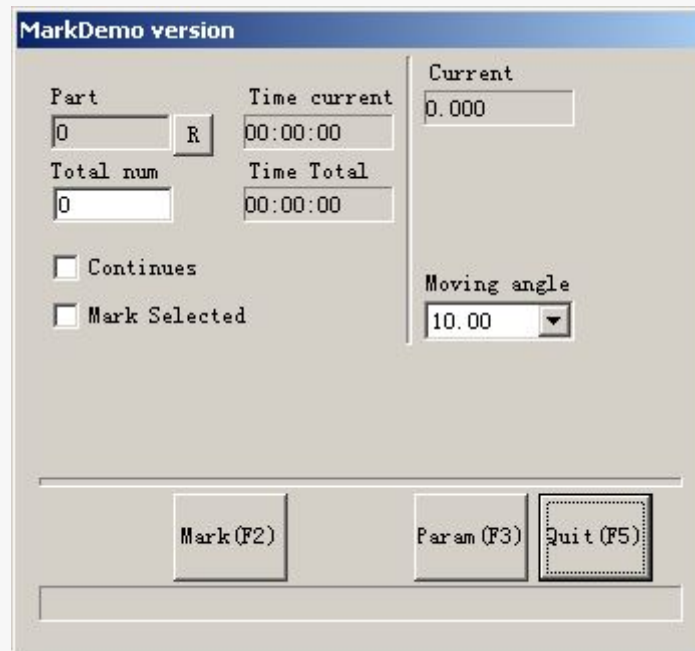 MarkDemo version
Part
0
R
Time current
00:00:00
Current
0.000
Total num
0
Time Total
00:00:00
Continues
Mark Selected
Moving angle
10.00
Mark(F2)
Param(F3)
Quit(F5)